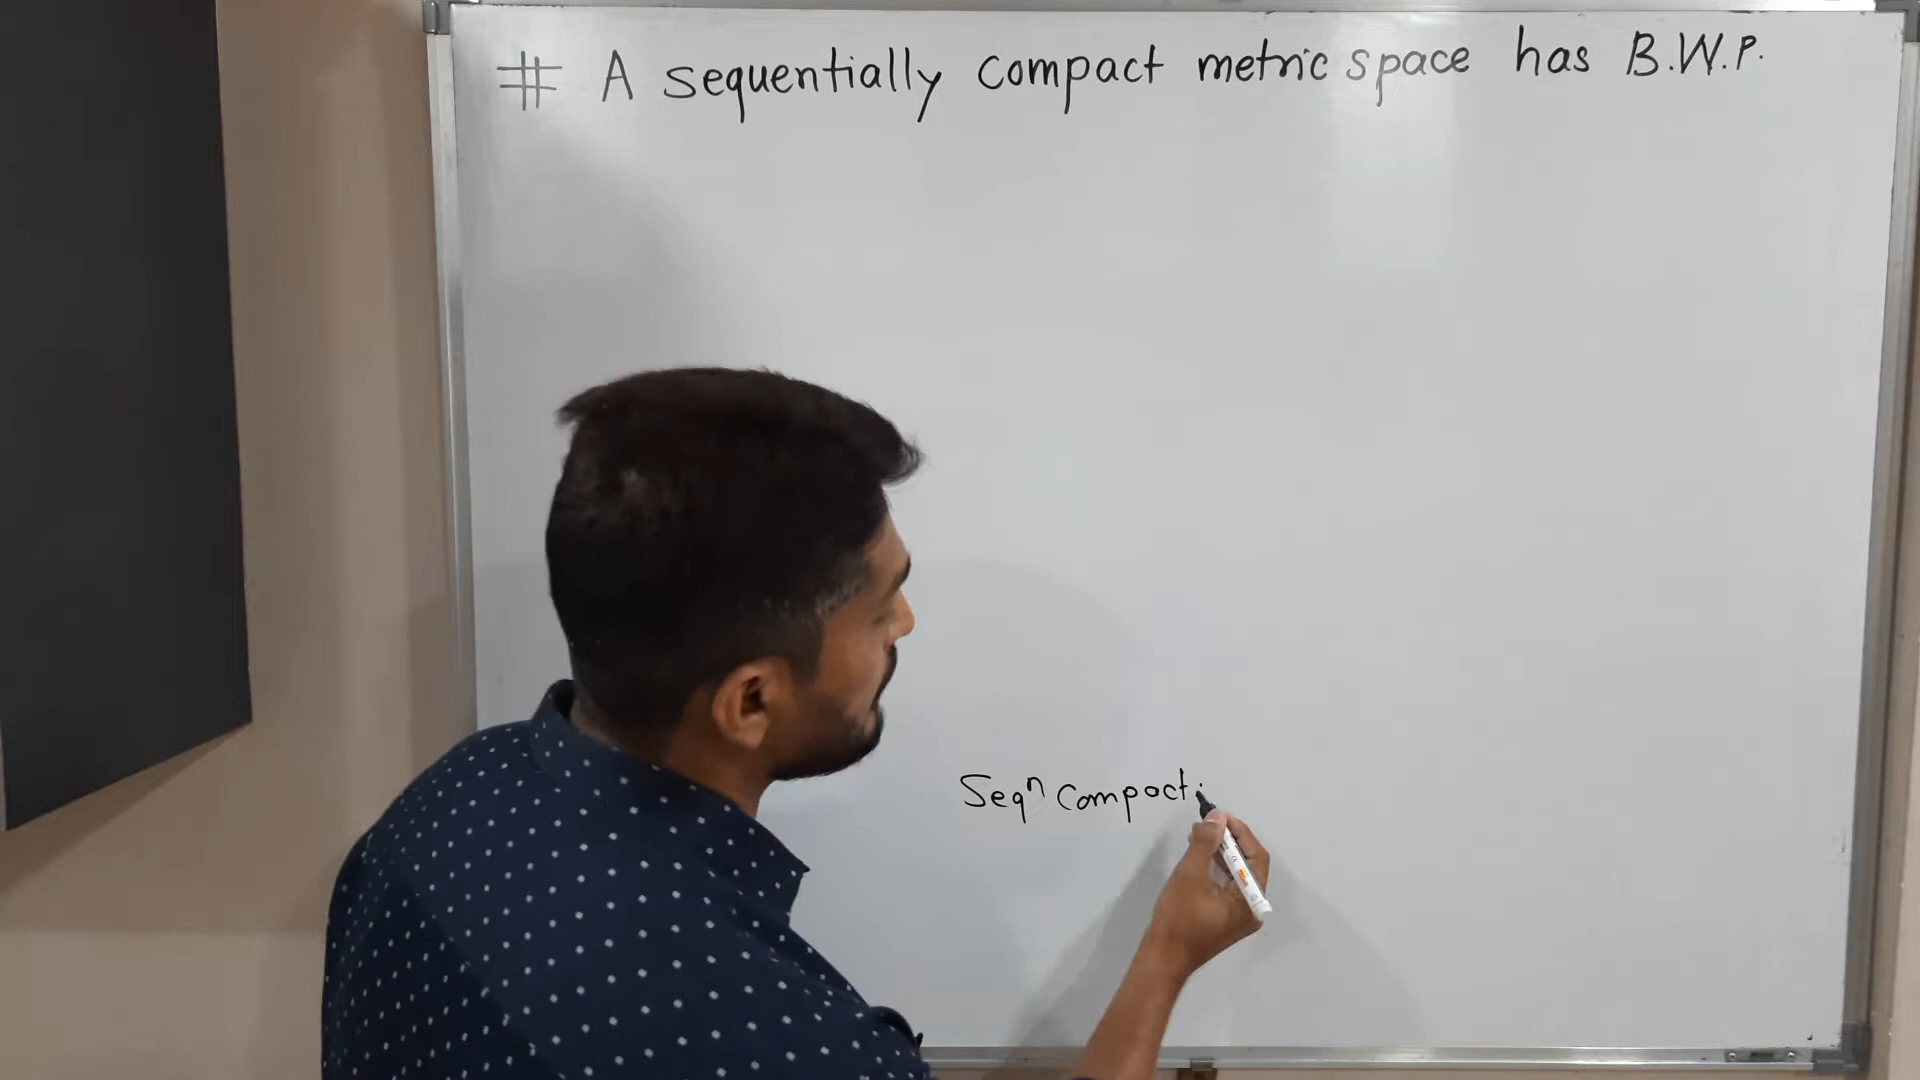 # A sequentially compact metric space has B.W.P.
Seqⁿ Compact: